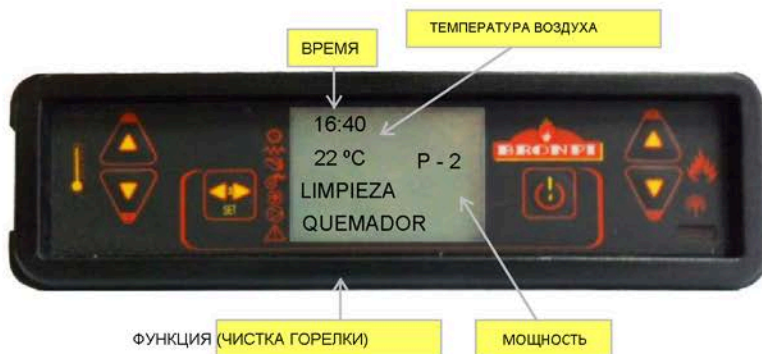 ТЕМПЕРАТУРА ВОЗДУХА
ВРЕМЯ
16:40
22 ºC P - 2
BRONPI
LIMPIEZA
SET
QUEMADOR
ФУНКЦИЯ (ЧИСТКА ГОРЕЛКИ)
МОЩНОСТЬ